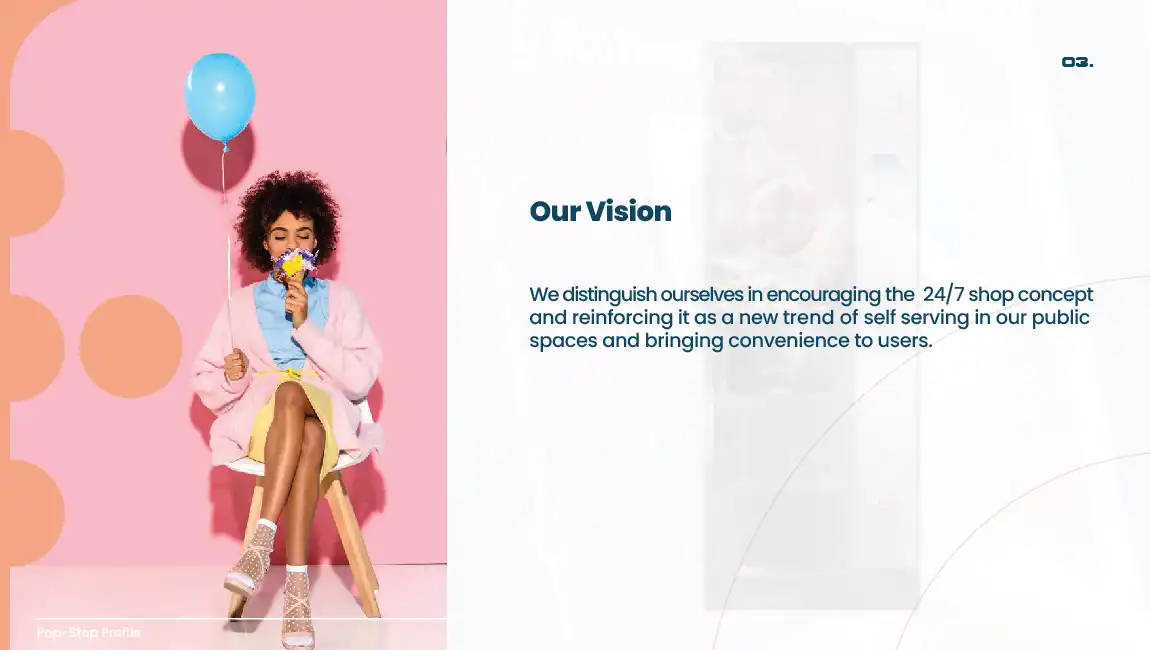 03.
Our Vision
We distinguish ourselves in encouraging the 24/7 shop concept
and reinforcing it as a new trend of self serving in our public
spaces and bringing convenience to users.
Pop-Stop Profile